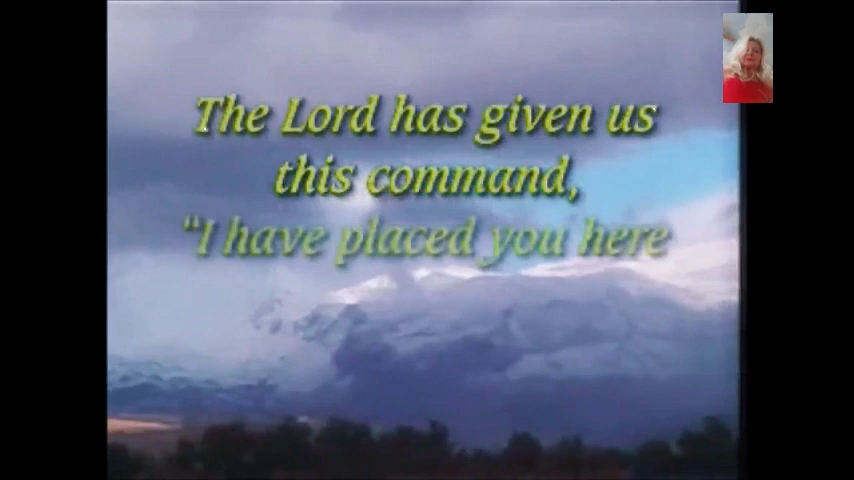 The Lord has given us
this command,
“I have placed you here